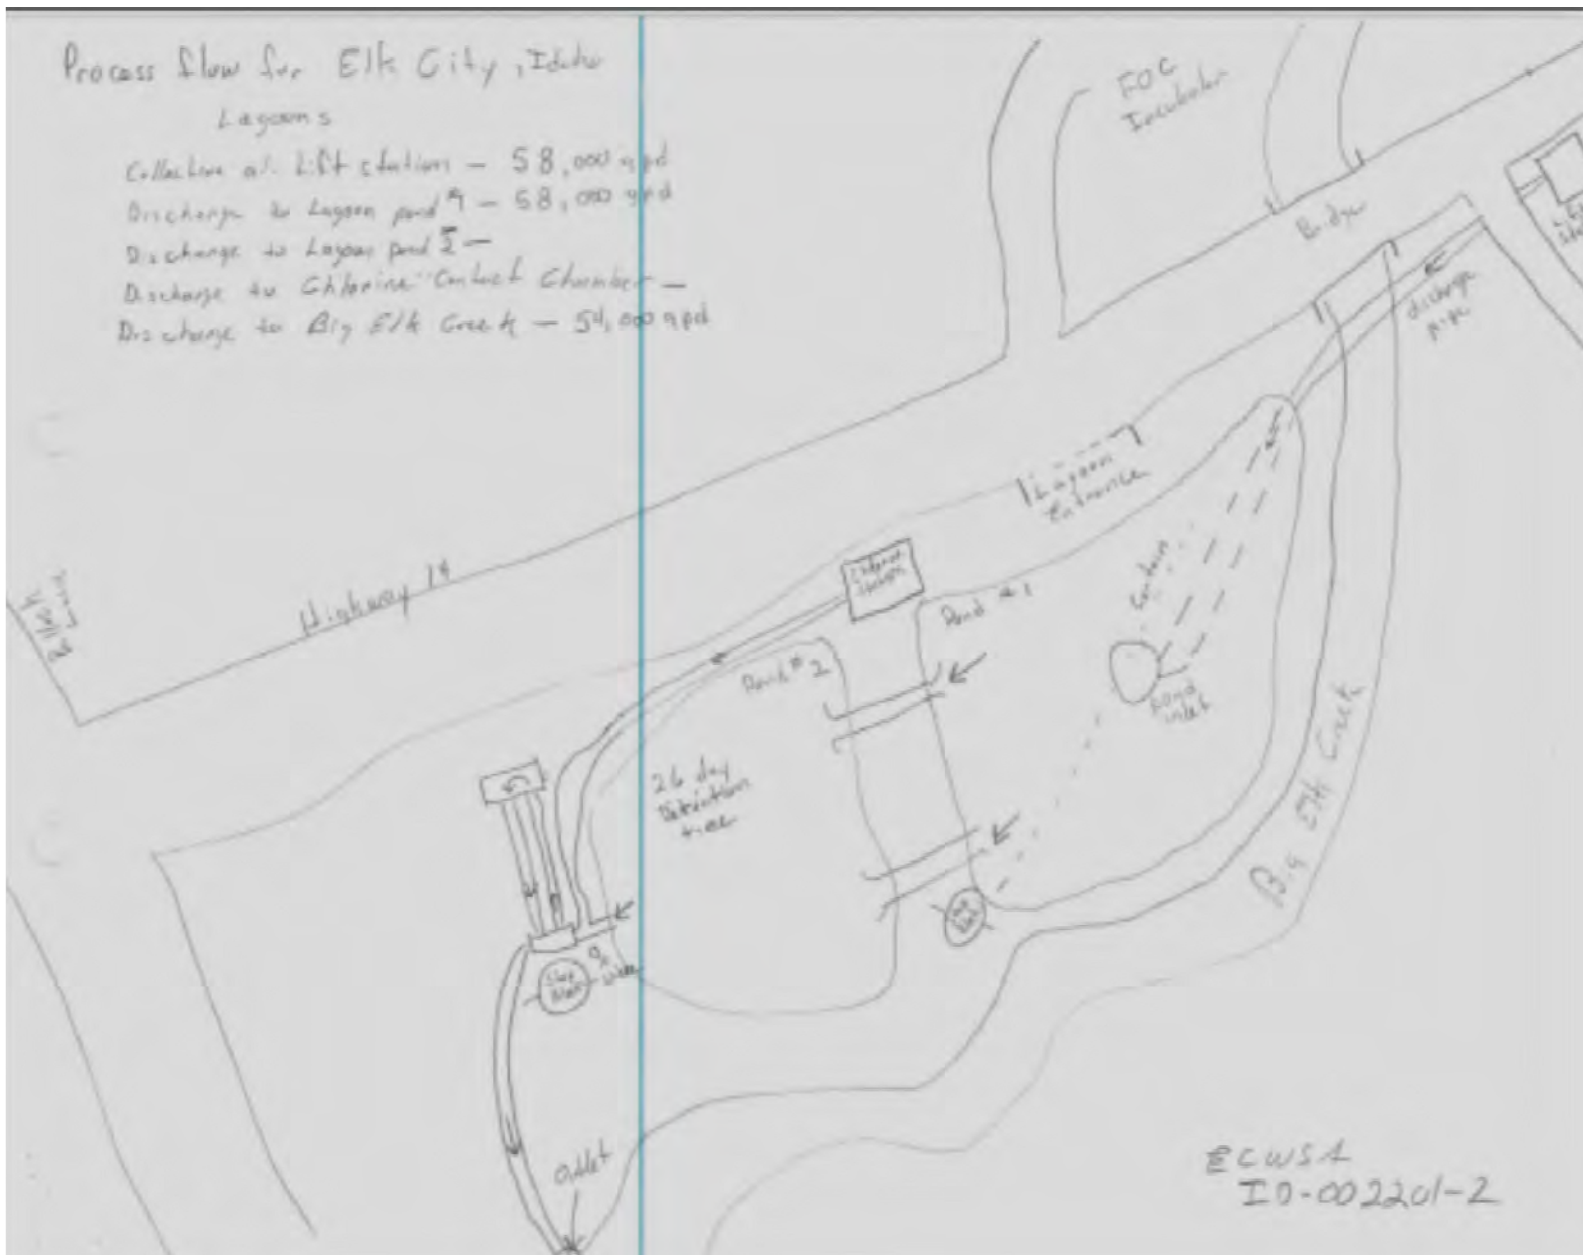 Process flow for Elk City, Idaho
Lagoons
Collection at Lift station - 58,000 gpd
Discharge to Lagoon pond #1 - 58,000 gpd
Discharge to Lagoon pond 2 -
Discharge to Chlorine Contact Chamber -
Discharge to Big Elk Creek - 54,000 gpd
FOC
Incubator
Bridge
discharge
pipe
Lagoon
Entrance
Highway 14
Curtain
Pond #1
Pond #2
Pond
inlet
26 day
Detention
time
Big Elk Creek
Outlet
ECWSA
ID-002201-2